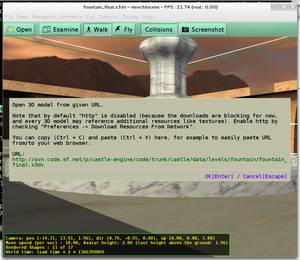 fountain_final.x3dv - view3dscene - FPS : 21.74 (real : 0.00)
File View Navigation Animation Edit Console Display Help
Open Examine Walk Fly Collisions Screenshot
Open 3D model from given URL.
Note that by default "http" is disabled (because the downloads are blocking for now,
and every 3D model may reference additional resources like textures). Enable http by
checking "Preferences -> Download Resources From Network".
You can copy (Ctrl + C) and paste (Ctrl + V) here, for example to easily paste url
from/to your web browser.
URL:
http://svn.code.sf.net/p/castle-engine/code/trunk/castle/data/levels/fountain/fountain_
final.x3dv
OK[Enter] / Cancel[Escape]
Camera: pos (-14.31, 13.91, 1.96), dir (0.76, -0.65, 0.00), up (0.00, 0.00, 1.00)
Move speed (per sec) : 10.00, Avatar height: 2.00 (last height above the ground: 1.96)
Rendered Shapes : 11 of 17
World time: load time + 2 = 1366399069